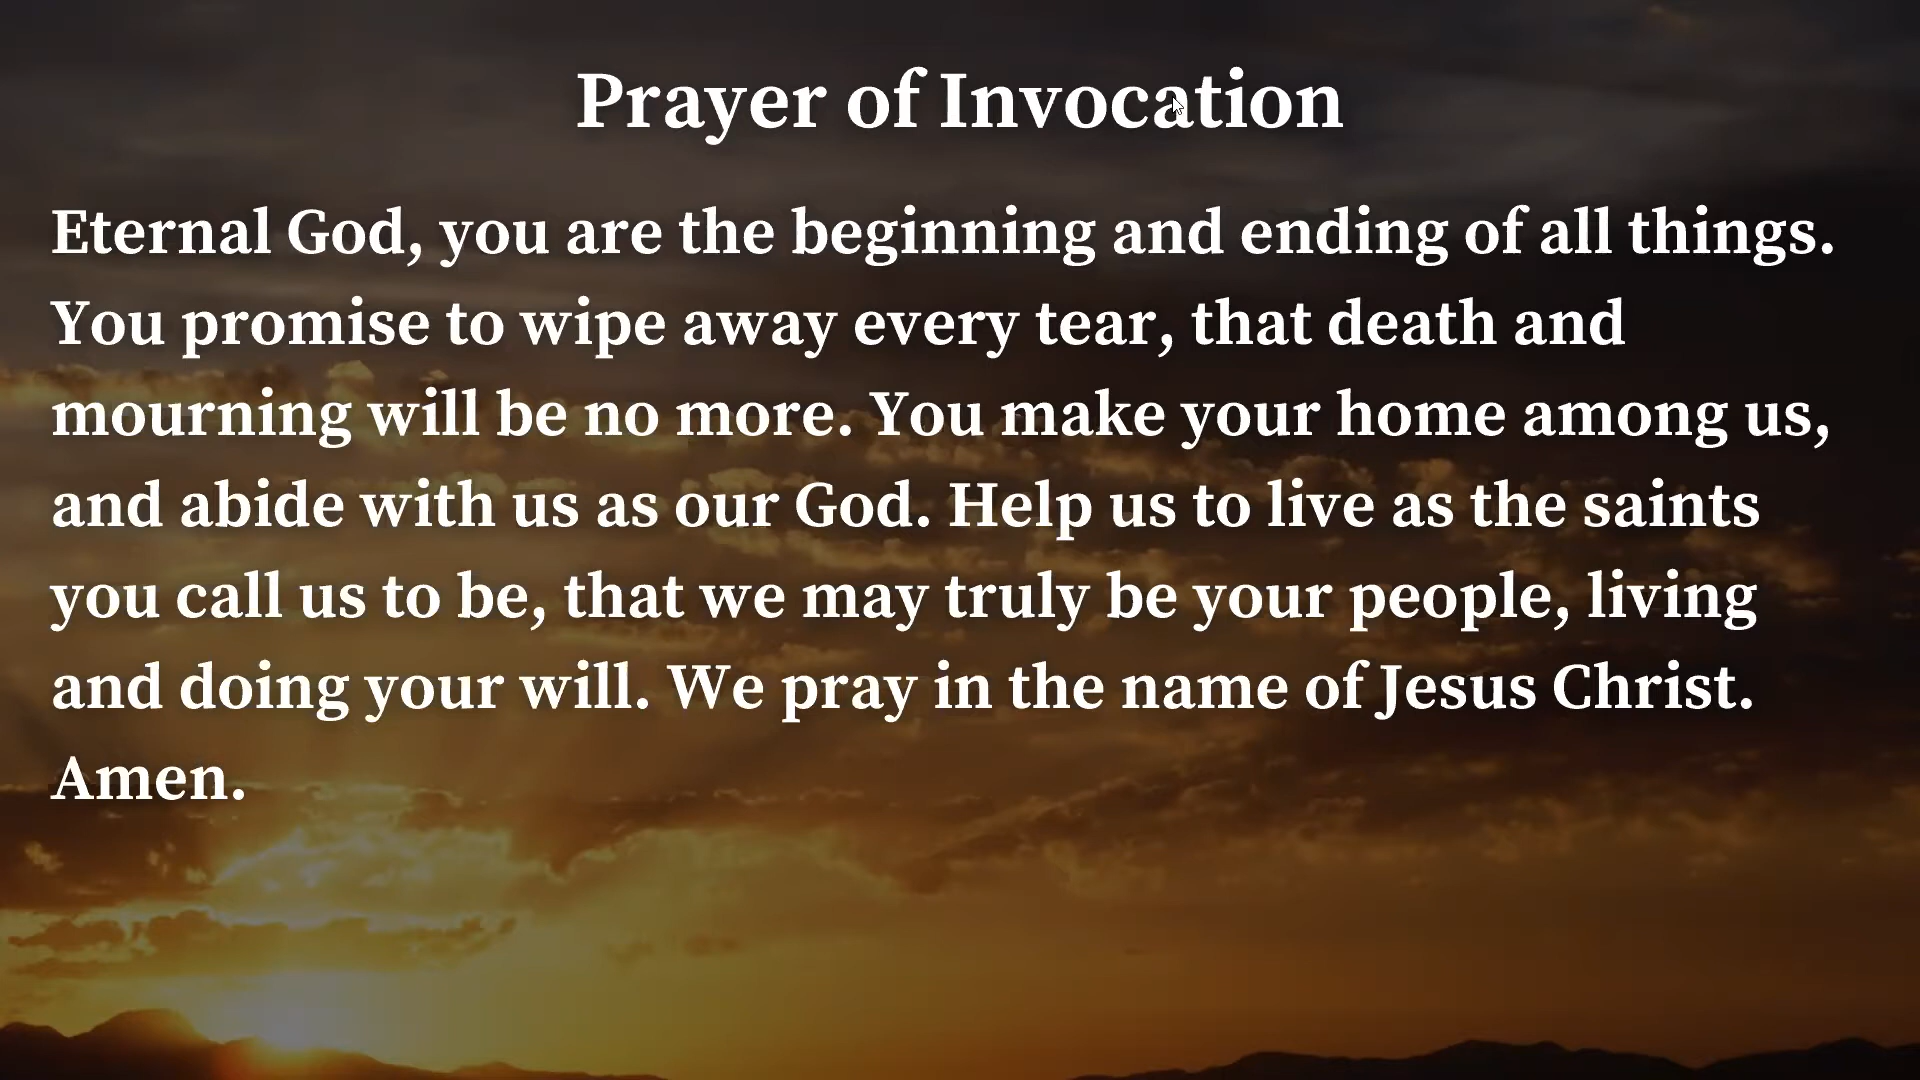 Prayer of Invocation
Eternal God, you are the beginning and ending of all things.
You promise to wipe away every tear, that death and
mourning will be no more. You make your home among us,
and abide with us as our God. Help us to live as the saints
you call us to be, that we may truly be your people, living
and doing your will. We pray in the name of Jesus Christ.
Amen.